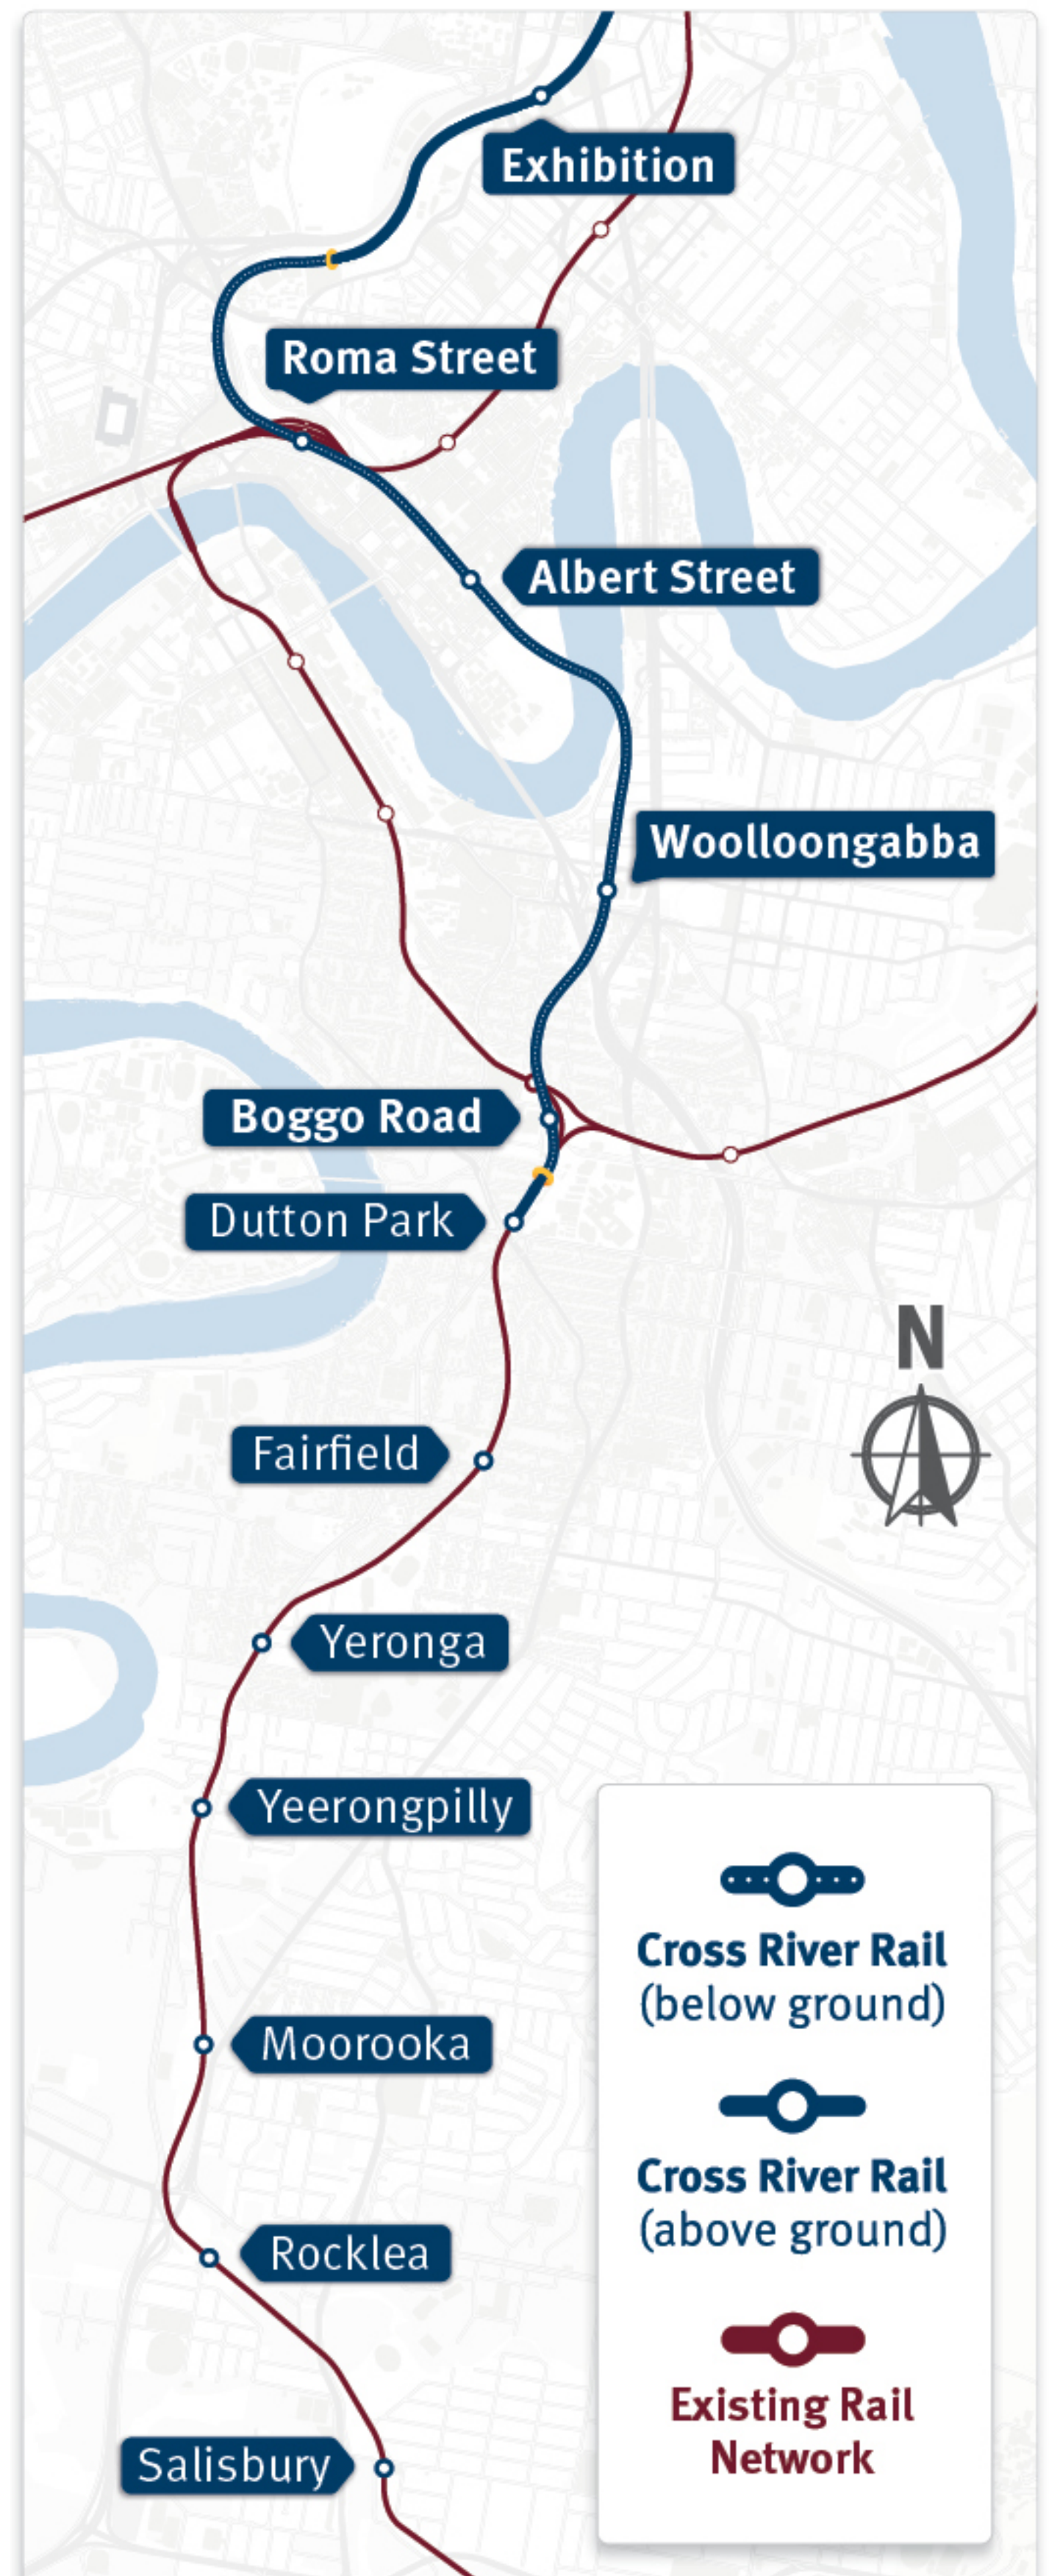 Exhibition
Roma Street
Albert Street
Woolloongabba
Boggo Road
Dutton Park
N
Fairfield
Yeronga
Yeerongpilly
Moorooka
Rocklea
Salisbury
Cross River Rail
(below ground)
Cross River Rail
(above ground)
Existing Rail
Network